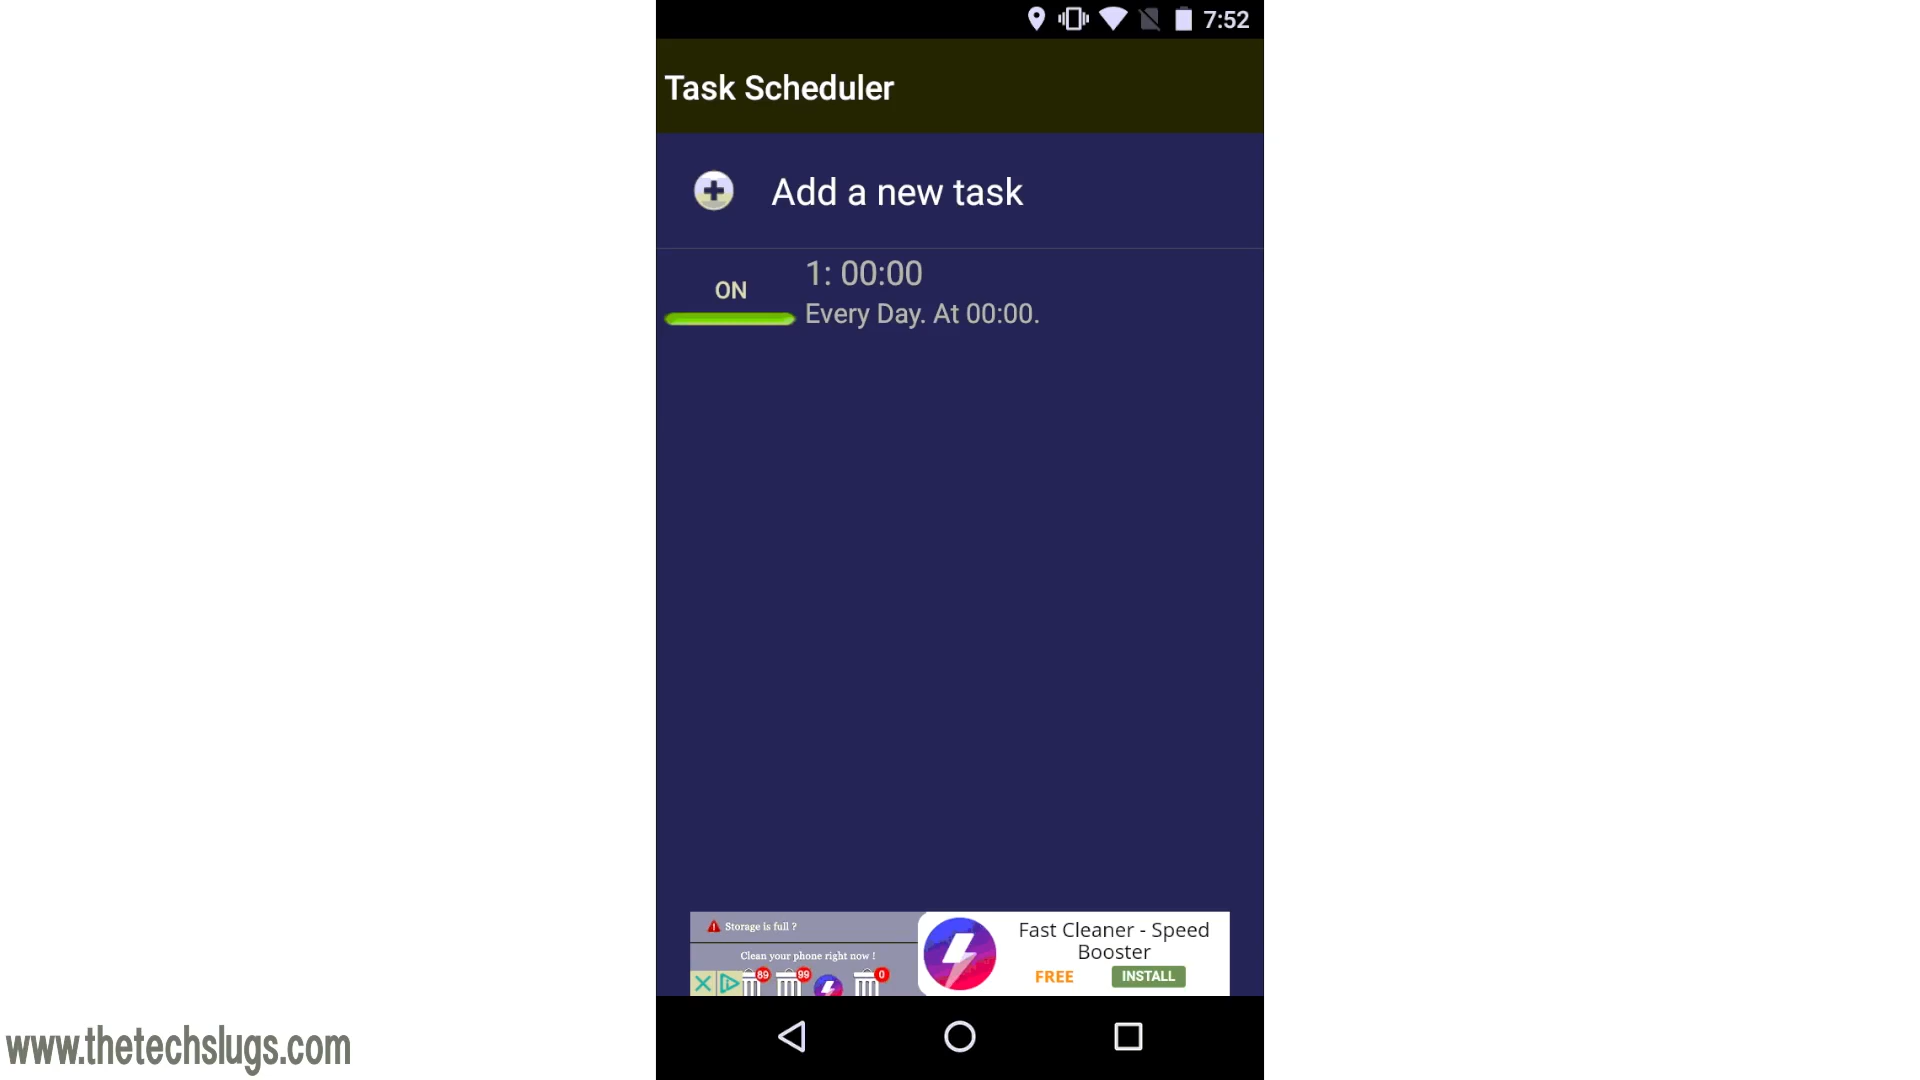 7:52
Task Scheduler
Add a new task
ON
1: 00:00
Every Day. At 00:00.
Storage is full ?
Clean your phone right now !
89 99 0
Fast Cleaner - Speed
Booster
FREE INSTALL
www.thetechslugs.com